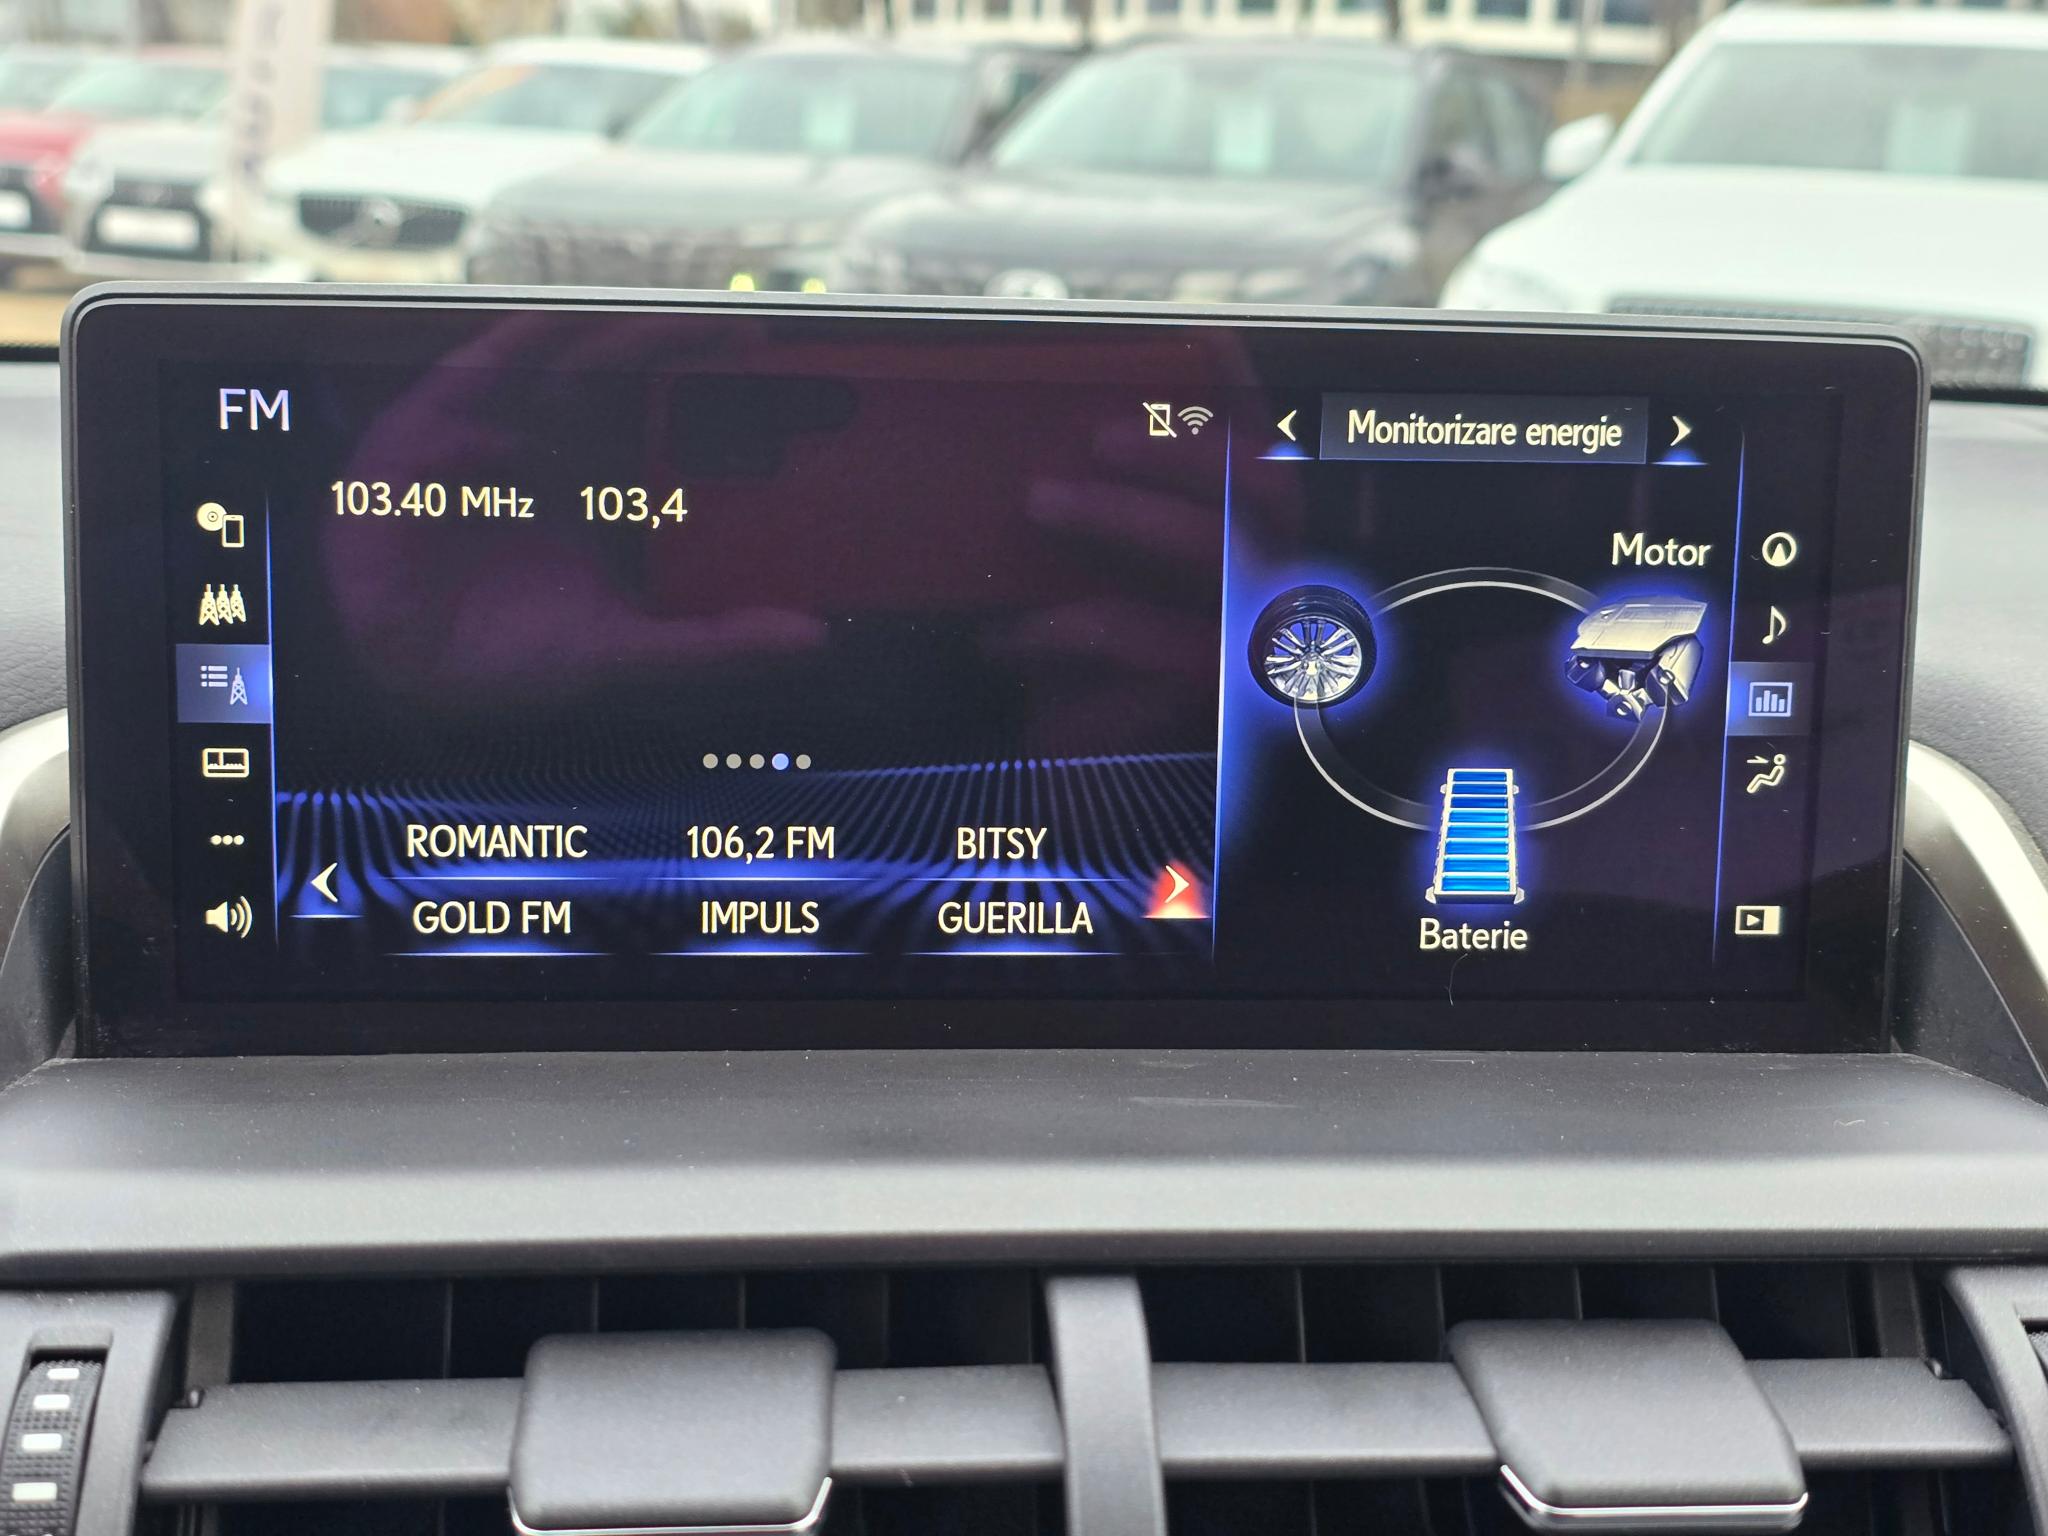 FM
103.40 MHz 103,4
ROMANTIC 106,2 FM BITSY
GOLD FM IMPULS GUERILLA
Monitorizare energie
Motor
Baterie